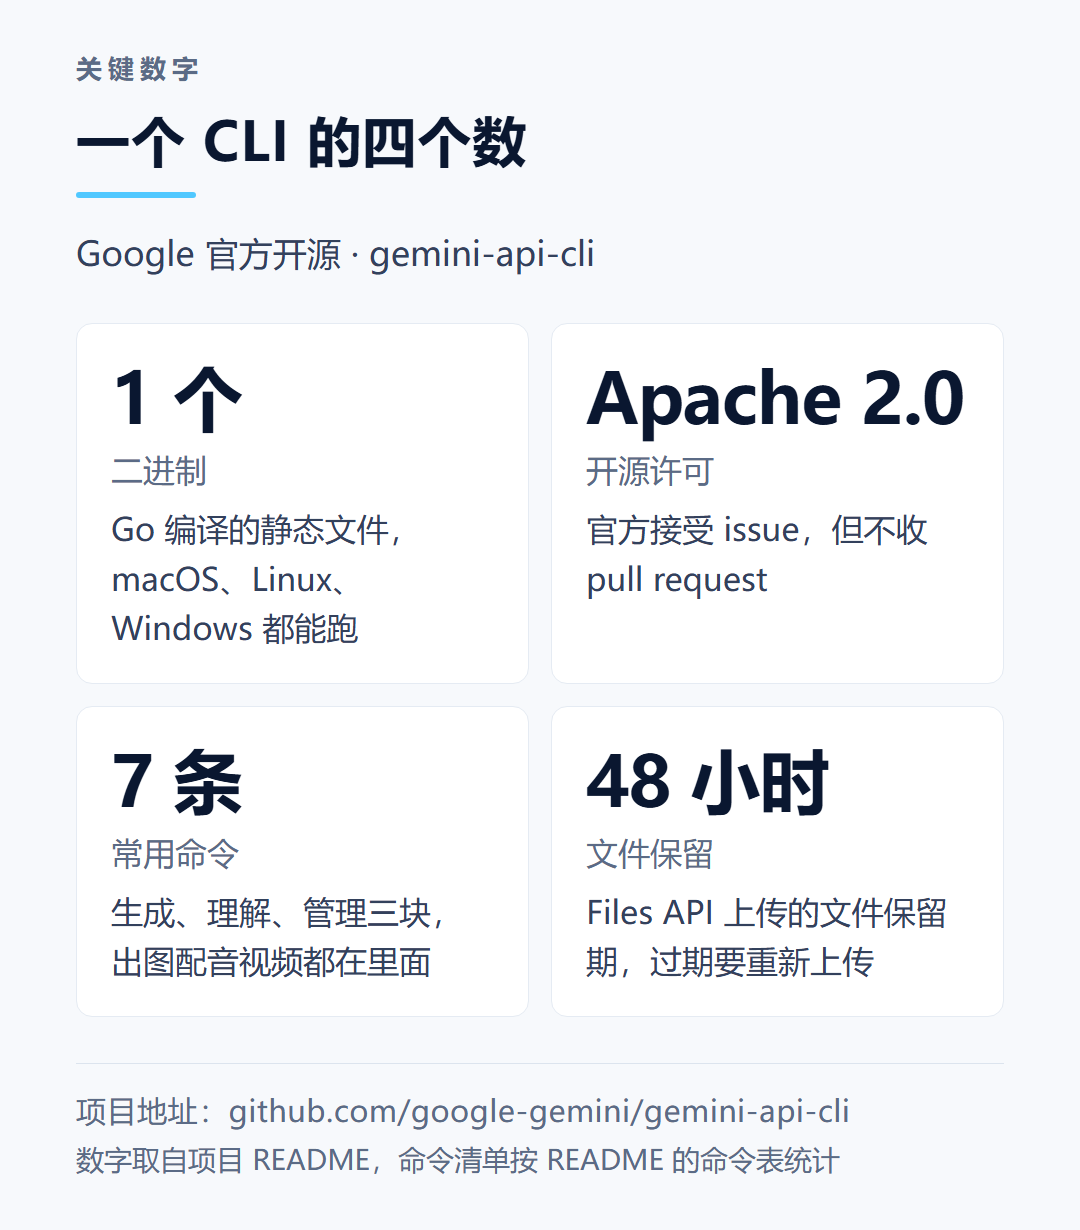 关键数字
一个 CLI 的四个数
Google 官方开源 · gemini-api-cli
1 个
二进制
Go 编译的静态文件，
macOS、Linux、
Windows 都能跑
Apache 2.0
开源许可
官方接受 issue，但不收
pull request
7 条
常用命令
生成、理解、管理三块，
出图配音视频都在里面
48 小时
文件保留
Files API 上传的文件保留
期，过期要重新上传
项目地址：github.com/google-gemini/gemini-api-cli
数字取自项目 README，命令清单按 README 的命令表统计